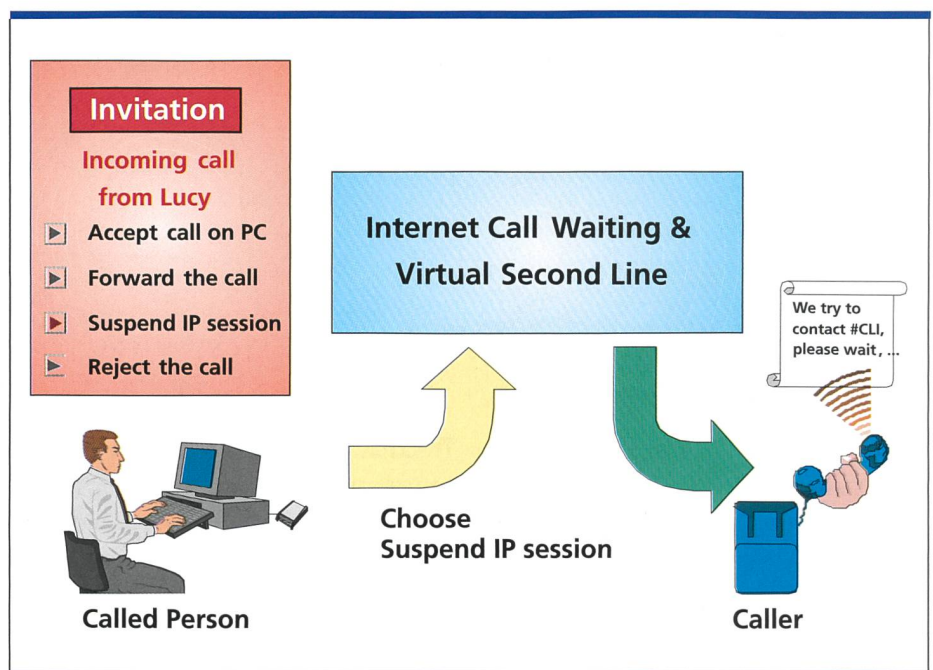 Invitation
Incoming call
from Lucy
Accept call on PC
Forward the call
Suspend IP session
Reject the call
Internet Call Waiting &
Virtual Second Line
We try to
contact #CLI,
please wait, ...
Choose
Suspend IP session
Called Person
Caller